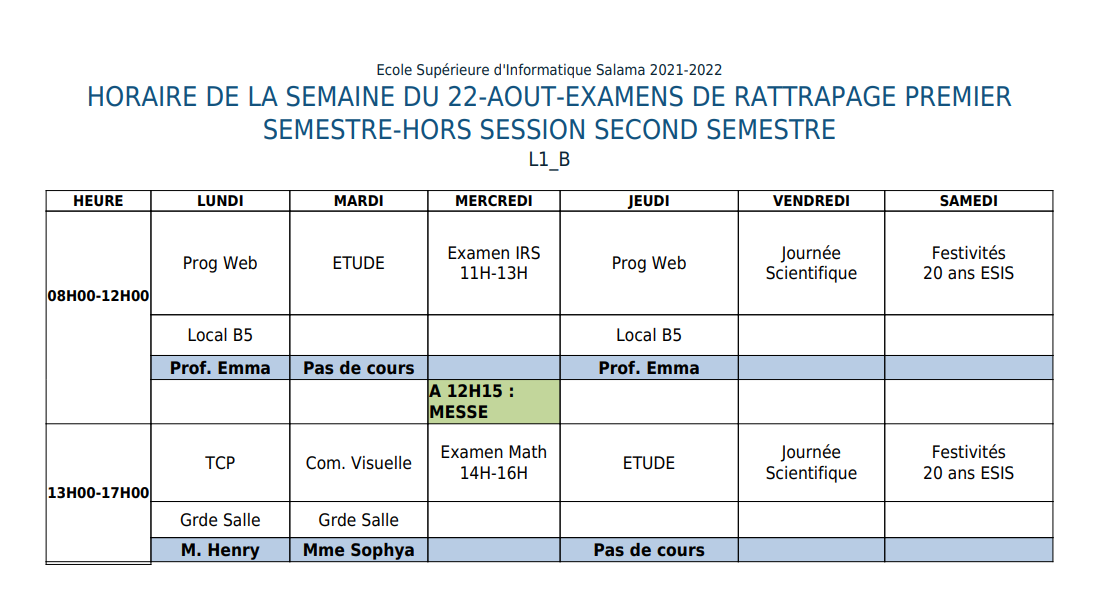 Ecole Supérieure d'Informatique Salama 2021-2022
HORAIRE DE LA SEMAINE DU 22-AOUT-EXAMENS DE RATTRAPAGE PREMIER
SEMESTRE-HORS SESSION SECOND SEMESTRE
L1_B
HEURE LUNDI MARDI MERCREDI JEUDI VENDREDI SAMEDI
08H00-12H00
Prog Web
ETUDE
Examen IRS
11H-13H
Prog Web
Journée
Scientifique
Festivités
20 ans ESIS
Local B5 Local B5
Prof. Emma Pas de cours Prof. Emma
A 12H15 :
MESSE
13H00-17H00
TCP
Com. Visuelle
Examen Math
14H-16H
ETUDE
Journée
Scientifique
Festivités
20 ans ESIS
Grde Salle Grde Salle
M. Henry Mme Sophya Pas de cours